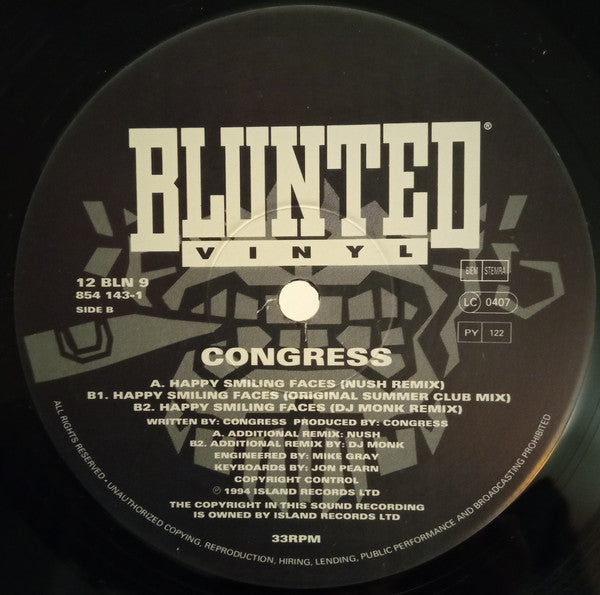 BLUNTED®
VINYL
12 BLN 9
854 143-1
SIDE B
BIEM STEMRA
LC 0407
PY 122
CONGRESS
A. HAPPY SMILING FACES (NUSH REMIX)
B1. HAPPY SMILING FACES (ORIGINAL SUMMER CLUB MIX)
B2. HAPPY SMILING FACES (DJ MONK REMIX)
WRITTEN BY: CONGRESS PRODUCED BY: CONGRESS
A. ADDITIONAL REMIX: NUSH
B2. ADDITIONAL REMIX BY: DJ MONK
ENGINEERED BY: MIKE GRAY
KEYBOARDS BY: JON PEARN
COPYRIGHT CONTROL
℗ 1994 ISLAND RECORDS LTD
THE COPYRIGHT IN THIS SOUND RECORDING
IS OWNED BY ISLAND RECORDS LTD
33RPM
ALL RIGHTS RESERVED • UNAUTHORIZED COPYING, REPRODUCTION, HIRING, LENDING, PUBLIC PERFORMANCE AND BROADCASTING PROHIBITED